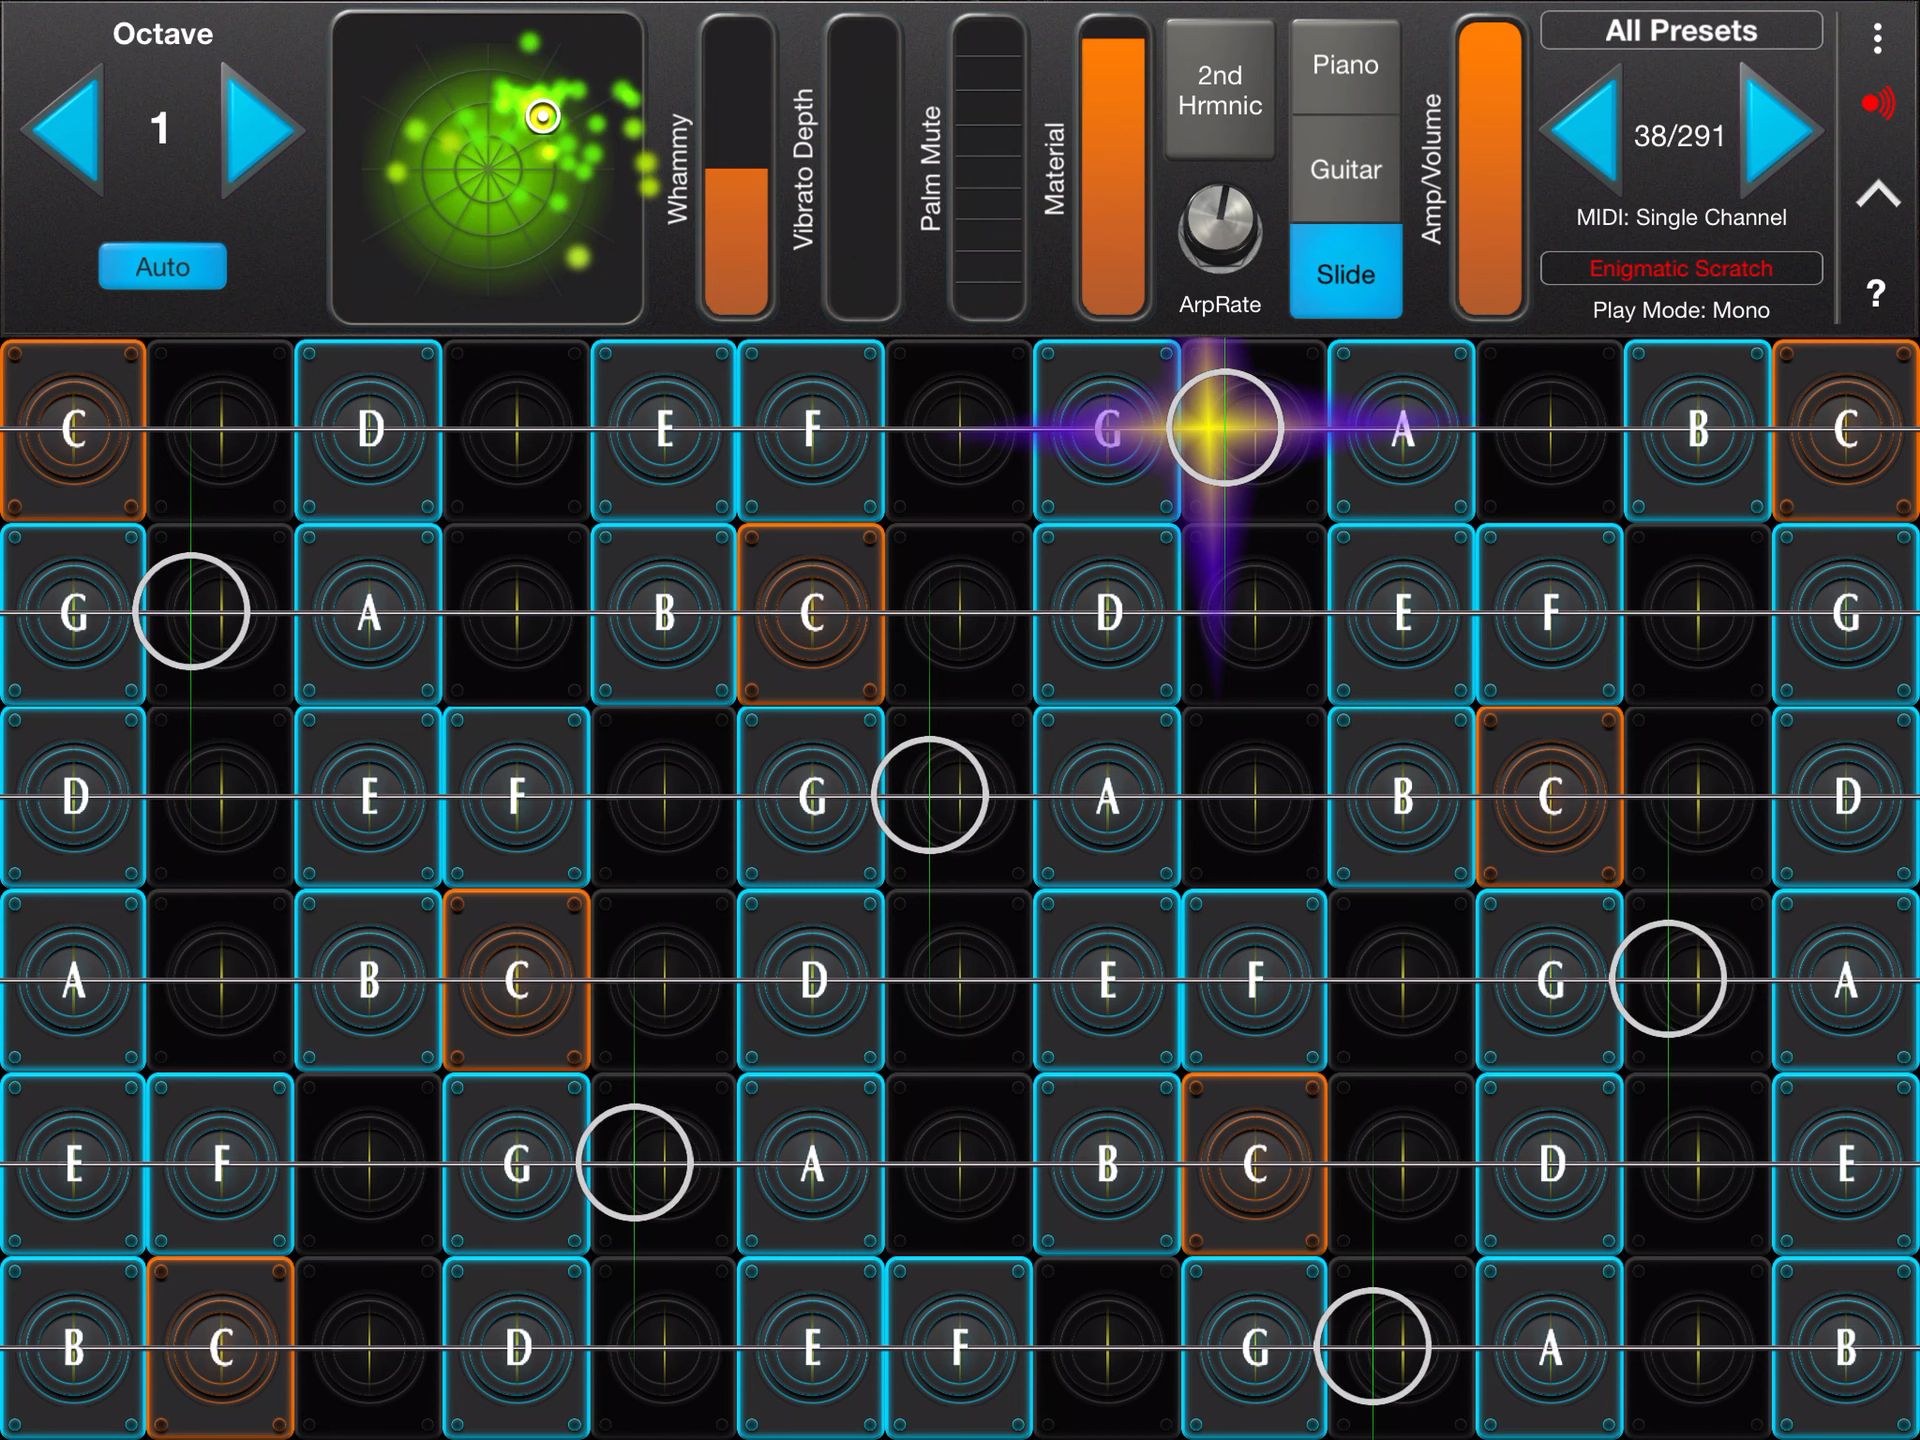 Octave
1
Auto
Whammy
Vibrato Depth
Palm Mute
Material
2nd
Hrmnic
ArpRate
Piano
Guitar
Slide
Amp/Volume
All Presets
38/291
MIDI: Single Channel
Enigmatic Scratch
Play Mode: Mono
?
C D E F G A B C
G A B C D E F G
D E F G A B C D
A B C D E F G A
E F G A B C D E
B C D E F G A B